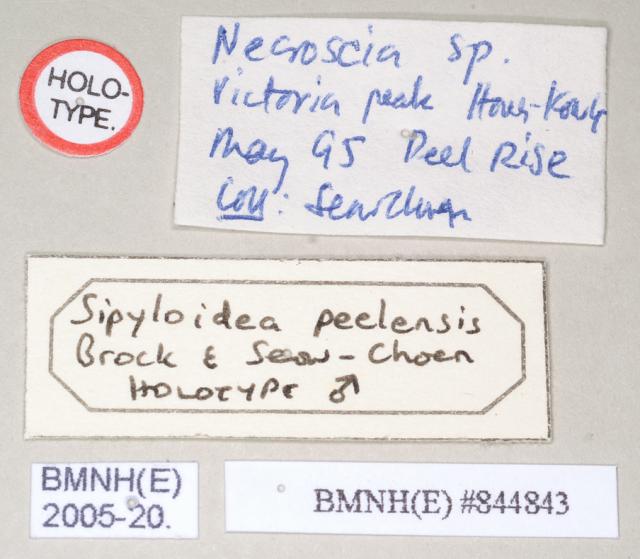 HOLO-
TYPE.
Necroscia sp.
Victoria peak Hong-Kong
May 95 Peel Rise
Coll: SeowChoen
Sipyloidea peelensis
Brock & Seow-Choen
HOLOTYPE ♂
BMNH(E)
2005-20.
BMNH(E) #844843